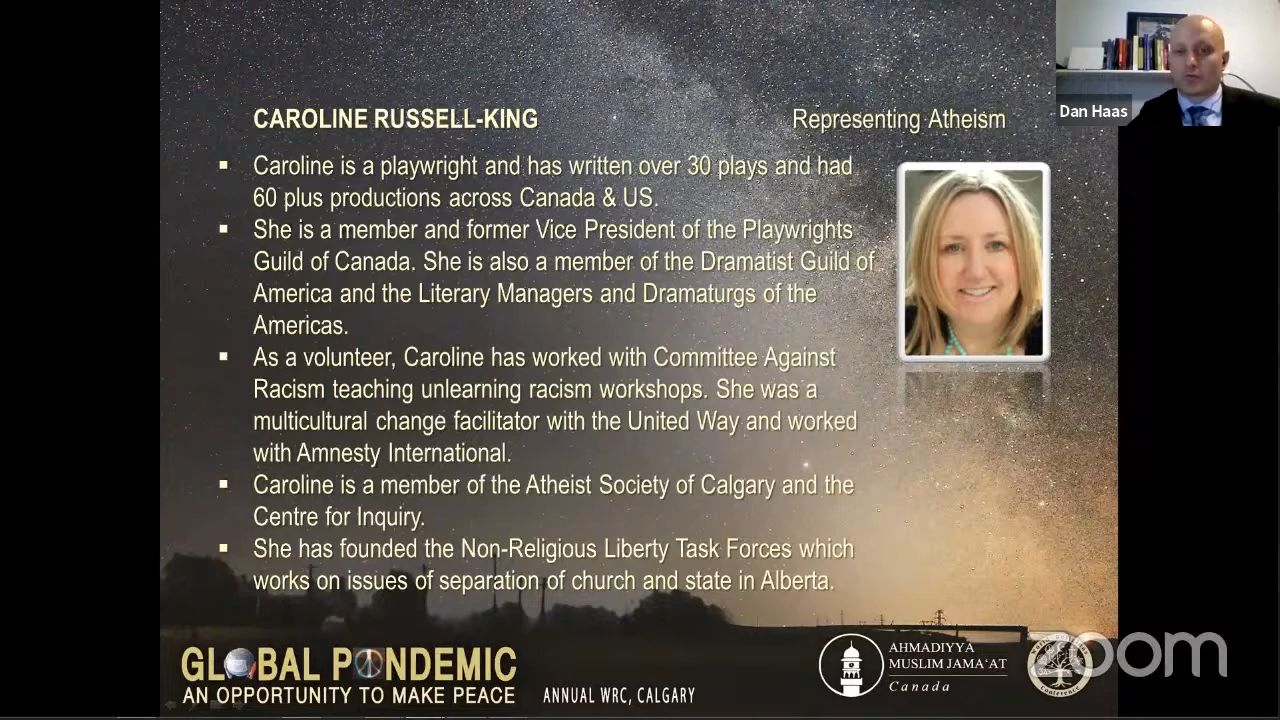 CAROLINE RUSSELL-KING
Representing Atheism
Dan Haas
▪ Caroline is a playwright and has written over 30 plays and had
60 plus productions across Canada & US.
▪ She is a member and former Vice President of the Playwrights
Guild of Canada. She is also a member of the Dramatist Guild of
America and the Literary Managers and Dramaturgs of the
Americas.
▪ As a volunteer, Caroline has worked with Committee Against
Racism teaching unlearning racism workshops. She was a
multicultural change facilitator with the United Way and worked
with Amnesty International.
▪ Caroline is a member of the Atheist Society of Calgary and the
Centre for Inquiry.
▪ She has founded the Non-Religious Liberty Task Forces which
works on issues of separation of church and state in Alberta.
GLOBAL PANDEMIC
AN OPPORTUNITY TO MAKE PEACE
ANNUAL WRC, CALGARY
AHMADIYYA
MUSLIM JAMA'AT
Canada
conference
zoom